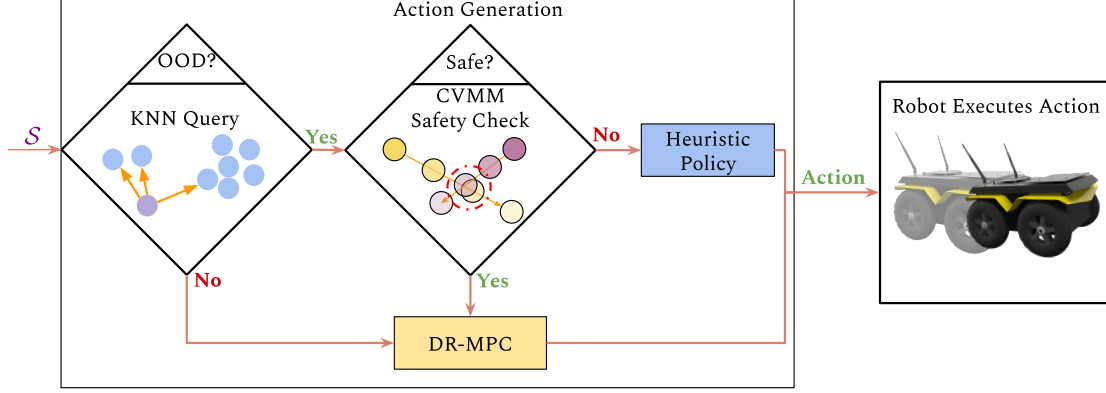 Action Generation
OOD?
KNN Query
Safe?
CVMM
Safety Check
𝒮
Yes
No
Heuristic
Policy
Robot Executes Action
Action
No
Yes
DR-MPC